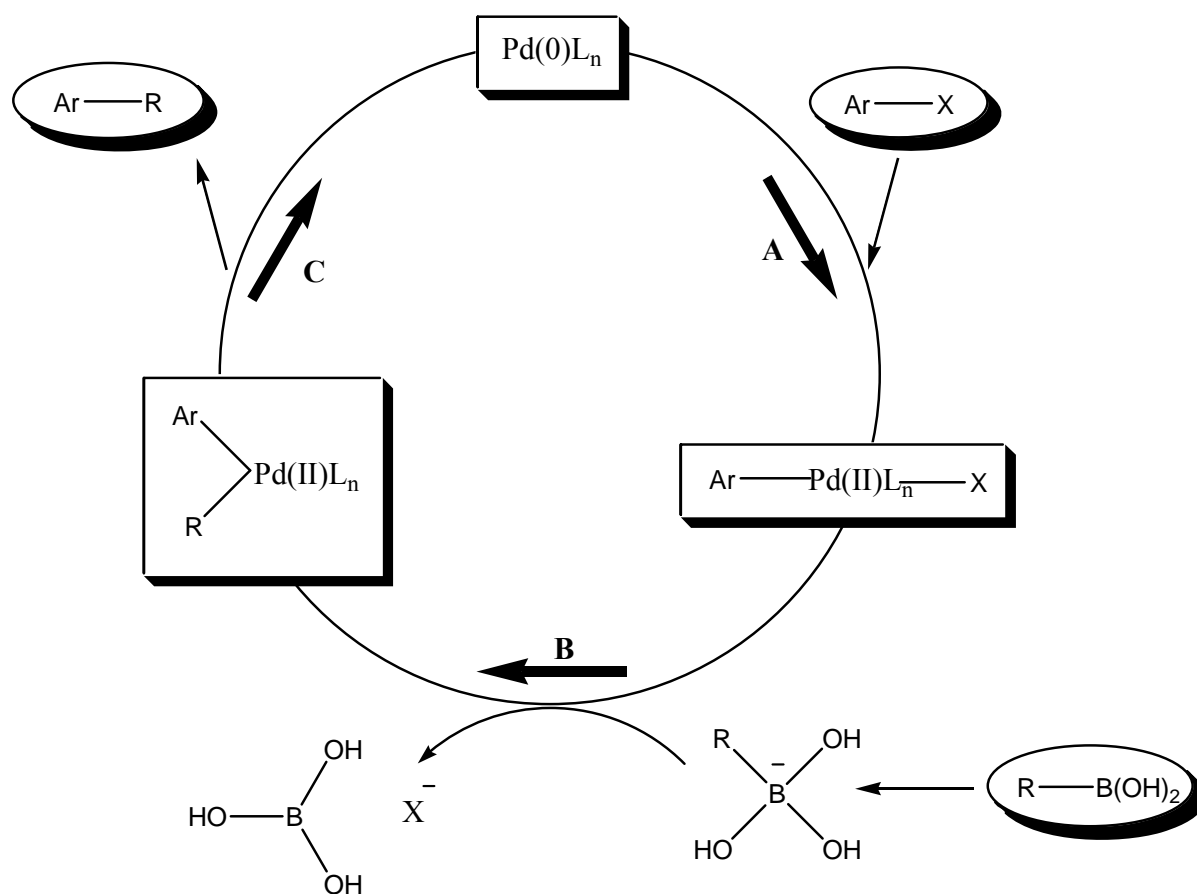 Pd(0)Lₙ
Ar—R
Ar—X
A
C
Ar
Pd(II)Lₙ
R
Ar—Pd(II)Lₙ—X
B
OH
HO—B
OH
X⁻
R
OH
B⁻
HO
OH
R—B(OH)₂